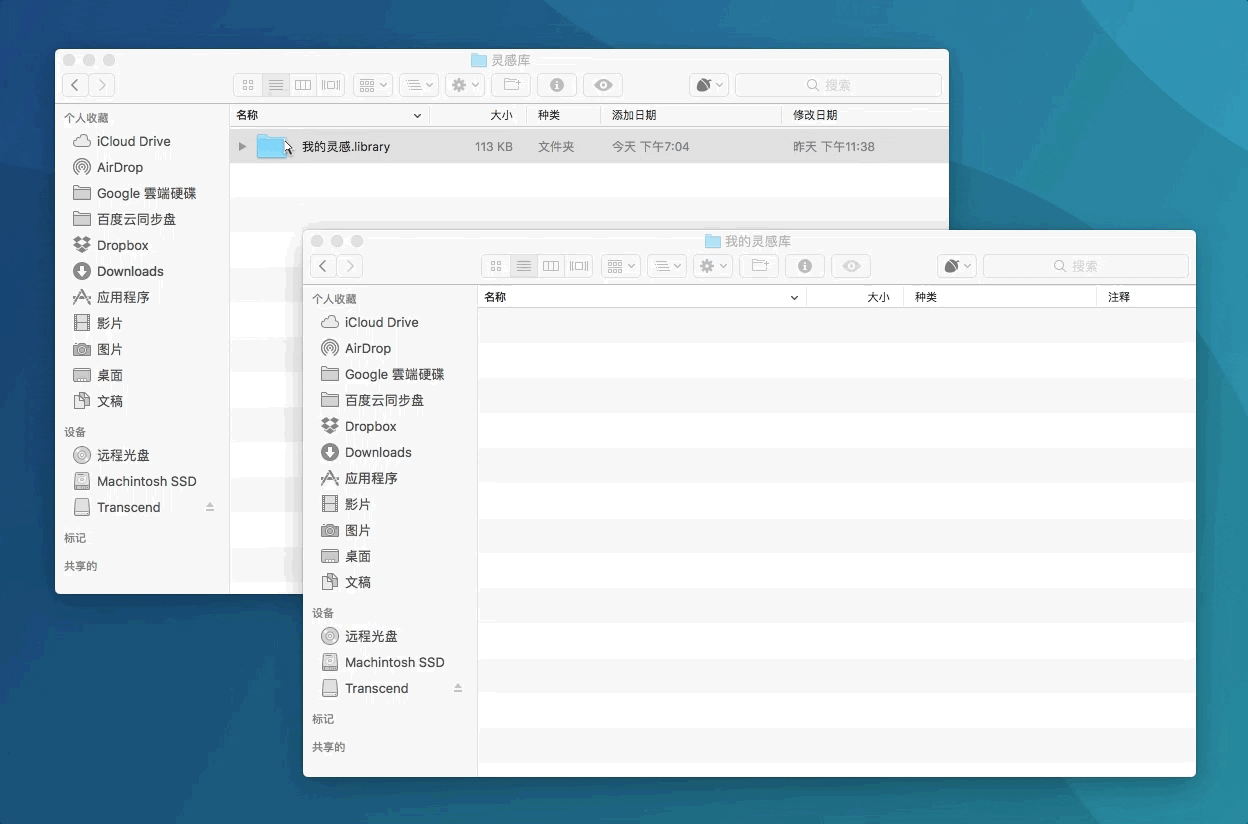 灵感库
搜索
个人收藏
iCloud Drive
AirDrop
Google 雲端硬碟
百度云同步盘
Dropbox
Downloads
应用程序
影片
图片
桌面
文稿
设备
远程光盘
Machintosh SSD
Transcend
标记
共享的
名称 大小 种类 添加日期 修改日期
我的灵感.library 113 KB 文件夹 今天 下午7:04 昨天 下午11:38
我的灵感库
搜索
个人收藏
iCloud Drive
AirDrop
Google 雲端硬碟
百度云同步盘
Dropbox
Downloads
应用程序
影片
图片
桌面
文稿
设备
远程光盘
Machintosh SSD
Transcend
标记
共享的
名称 大小 种类 注释